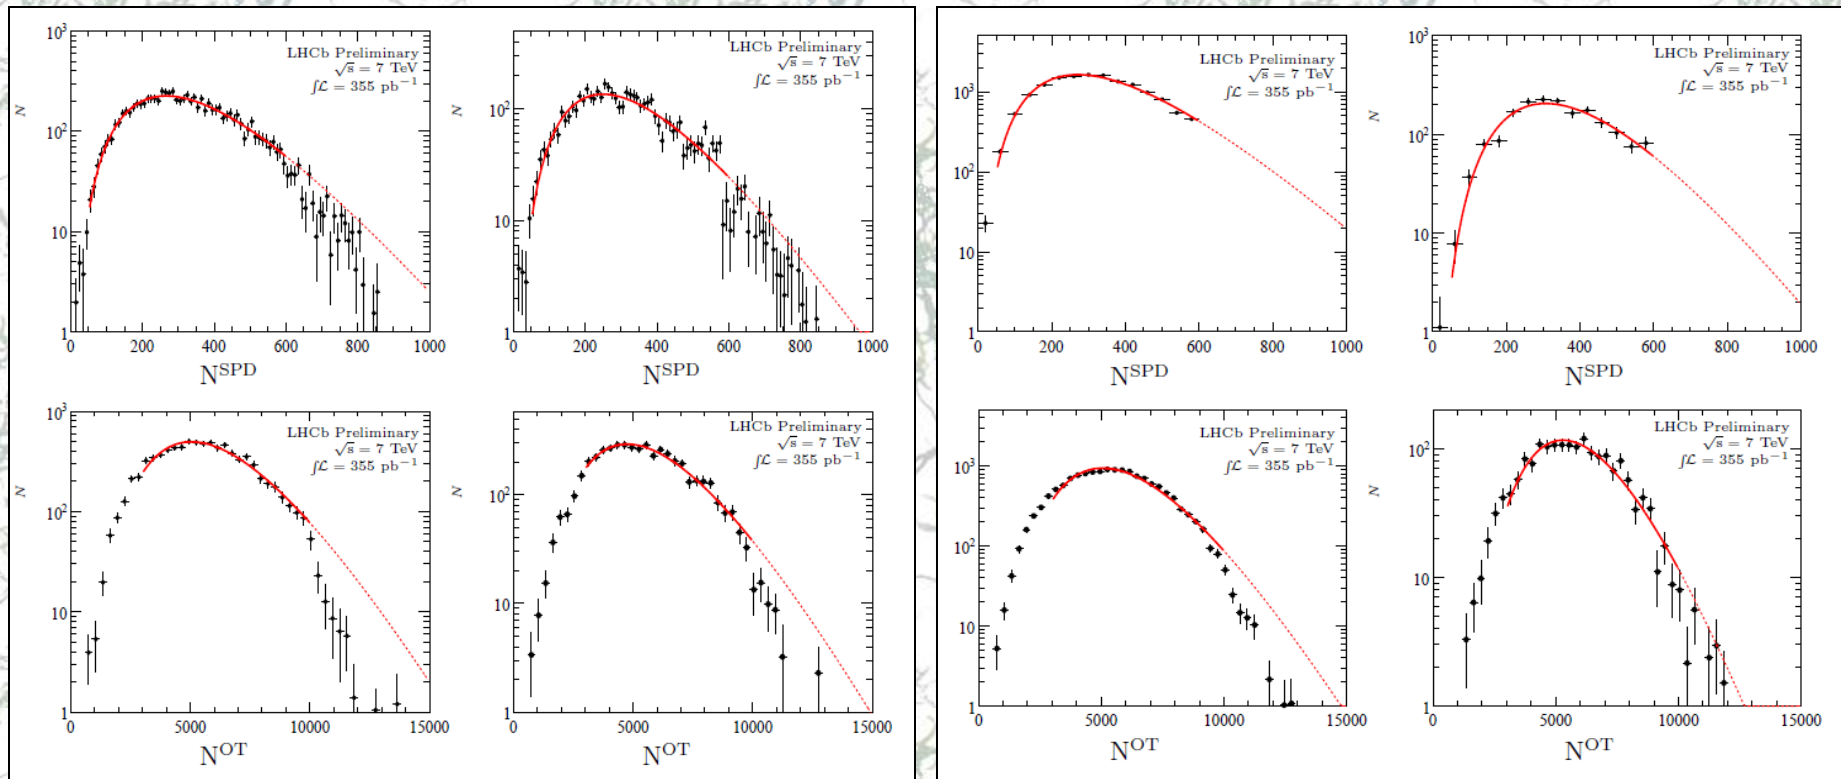 10³
10²
10
1
N
LHCb Preliminary
√s = 7 TeV
∫ℒ = 355 pb⁻¹
0 200 400 600 800 1000
N^SPD
10²
10
1
N
LHCb Preliminary
√s = 7 TeV
∫ℒ = 355 pb⁻¹
0 200 400 600 800 1000
N^SPD
10³
10²
10
1
LHCb Preliminary
√s = 7 TeV
∫ℒ = 355 pb⁻¹
0 200 400 600 800 1000
N^SPD
10³
10²
10
1
N
LHCb Preliminary
√s = 7 TeV
∫ℒ = 355 pb⁻¹
0 200 400 600 800 1000
N^SPD
10³
10²
10
1
N
LHCb Preliminary
√s = 7 TeV
∫ℒ = 355 pb⁻¹
0 5000 10000 15000
N^OT
10²
10
1
N
LHCb Preliminary
√s = 7 TeV
∫ℒ = 355 pb⁻¹
0 5000 10000 15000
N^OT
10³
10²
10
1
LHCb Preliminary
√s = 7 TeV
∫ℒ = 355 pb⁻¹
0 5000 10000 15000
N^OT
10²
10
1
N
LHCb Preliminary
√s = 7 TeV
∫ℒ = 355 pb⁻¹
0 5000 10000 15000
N^OT